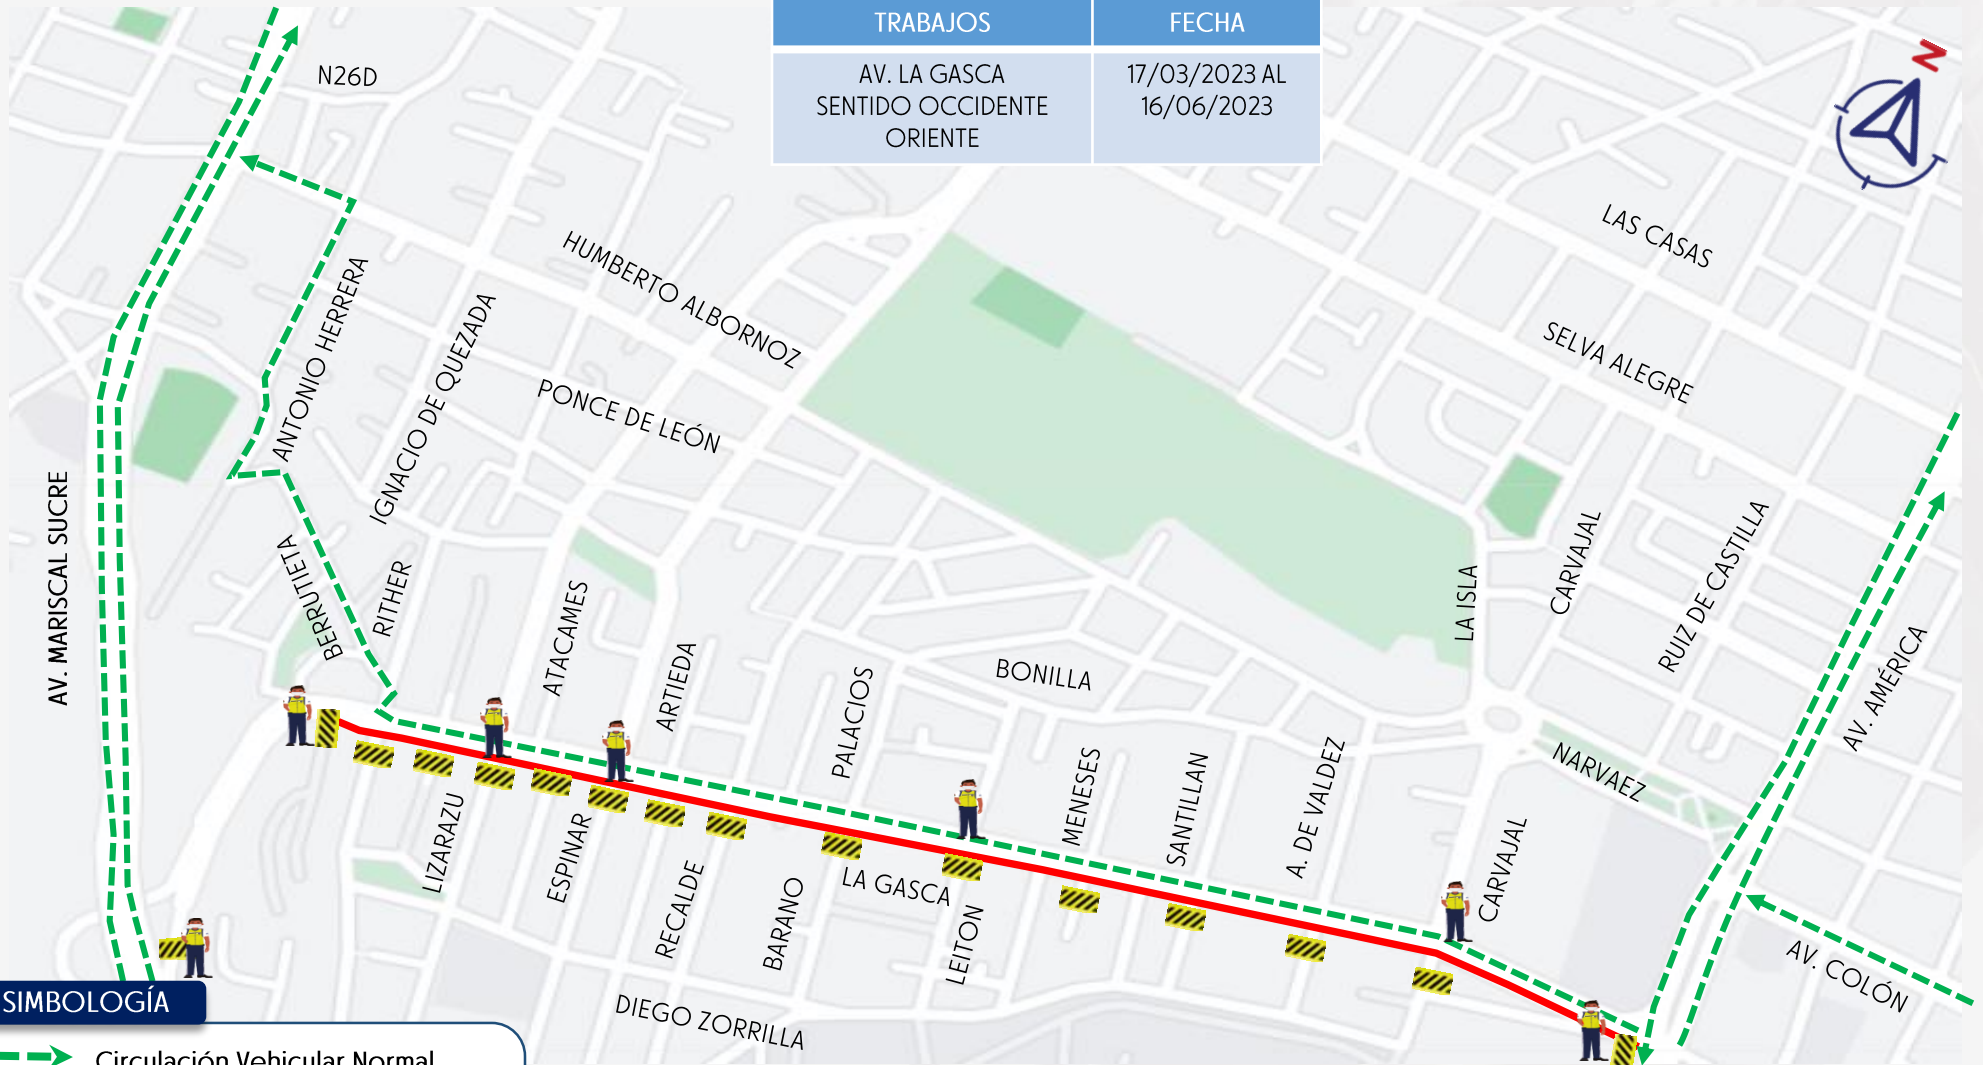 TRABAJOS
FECHA
AV. LA GASCA
SENTIDO OCCIDENTE
ORIENTE
17/03/2023 AL
16/06/2023
N
N26D
LAS CASAS
HUMBERTO ALBORNOZ
ANTONIO HERRERA
IGNACIO DE QUEZADA
SELVA ALEGRE
PONCE DE LEÓN
AV. MARISCAL SUCRE
BERRUTIETA
RITHER
ATACAMES
ARTIEDA
PALACIOS
BONILLA
LA ISLA
CARVAJAL
RUIZ DE CASTILLA
AV. AMÉRICA
NARVAEZ
MENESES
SANTILLAN
A. DE VALDEZ
CARVAJAL
LIZARAZU
ESPINAR
RECALDE
BARANO
LA GASCA
LEITON
AV. COLÓN
DIEGO ZORRILLA
SIMBOLOGÍA
Circulación Vehicular Normal